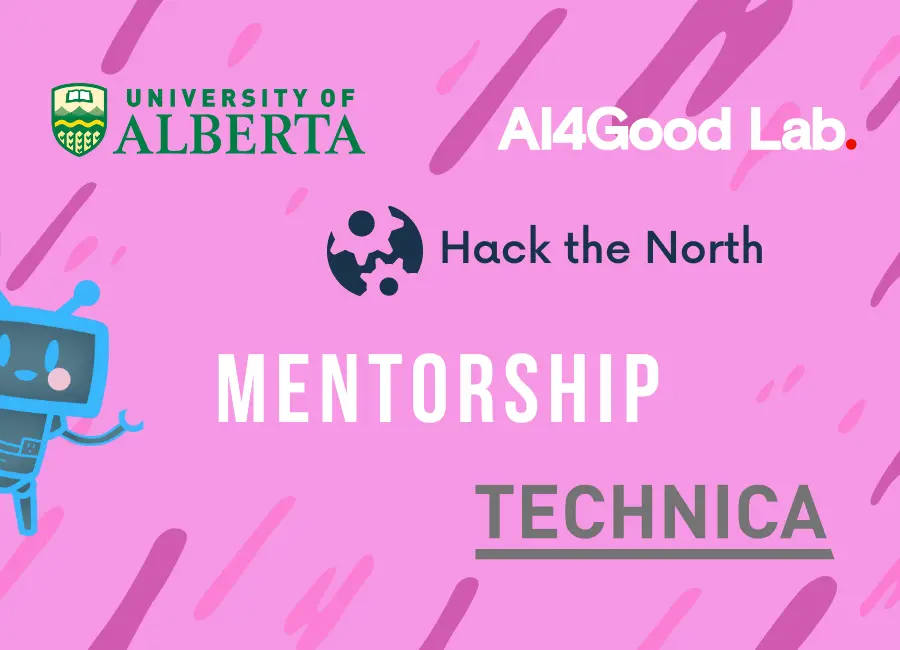 UNIVERSITY OF
ALBERTA
AI4Good Lab.
Hack the North
MENTORSHIP
TECHNICA